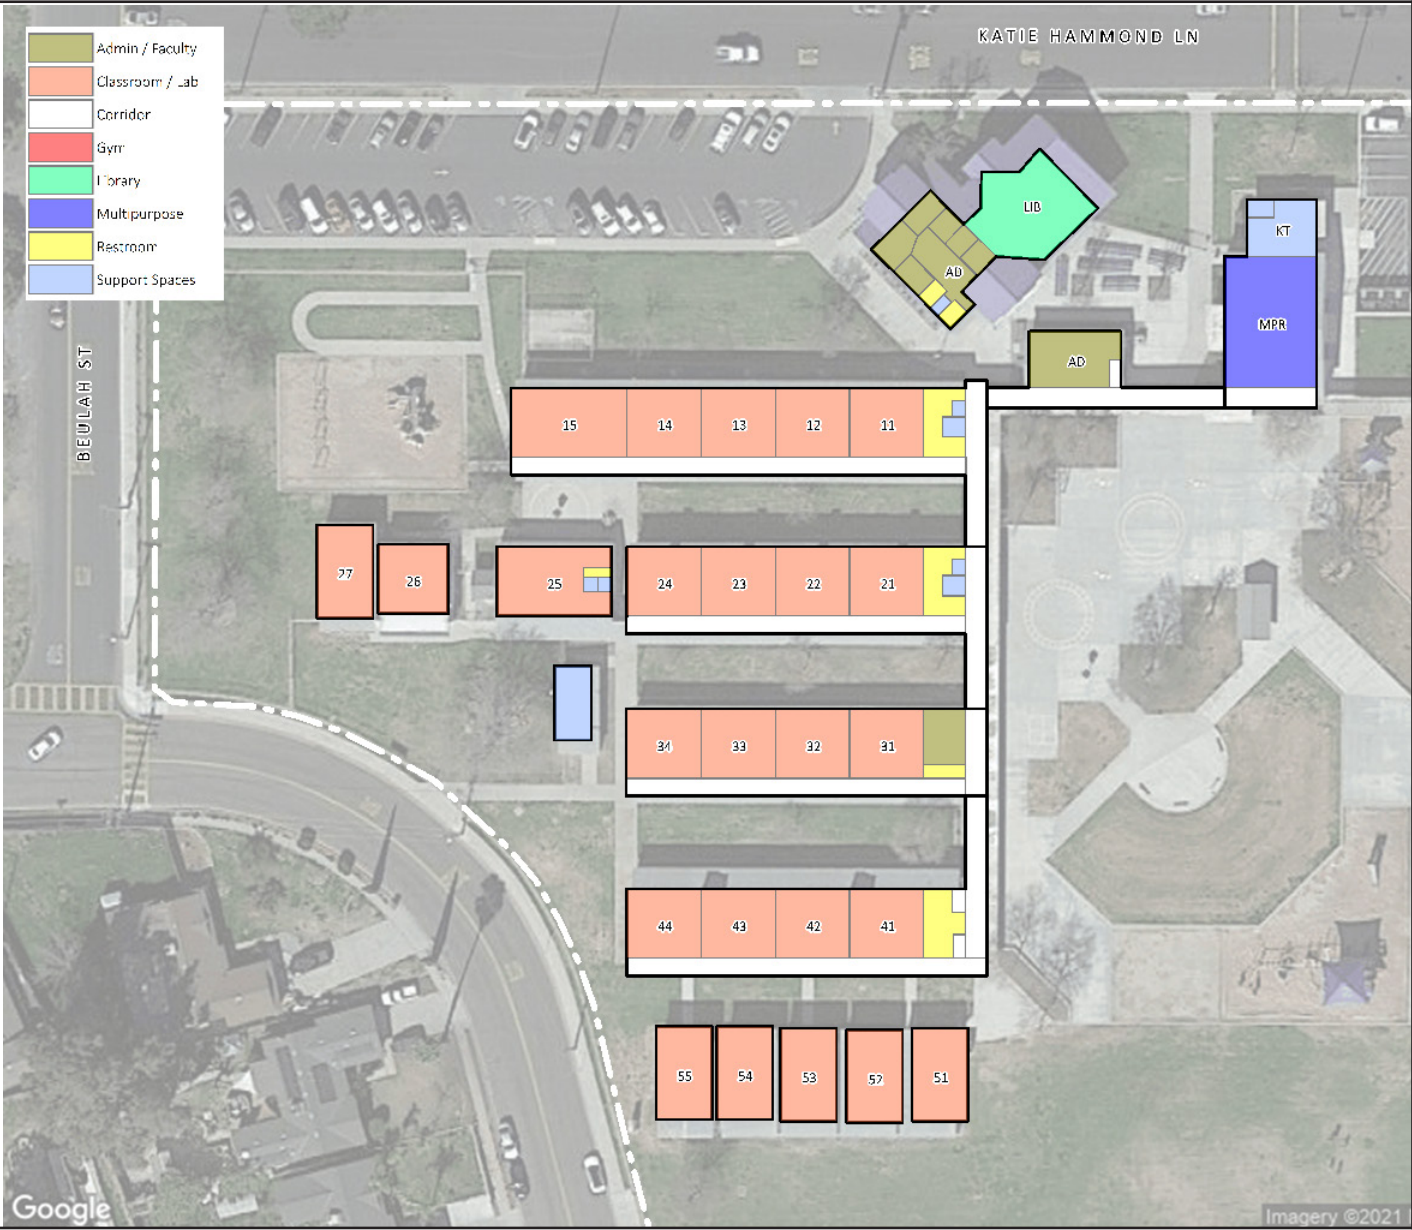 KATIE HAMMOND LN
Admin / Faculty
Classroom / Lab
Corridor
Gym
Library
Multipurpose
Restroom
Support Spaces
LIB
KT
AD
MPR
BEULAH ST
AD
15 14 13 12 11
27 26 25 24 23 22 21
34 33 32 31
44 43 42 41
55 54 53 52 51
Google
Imagery ©2021